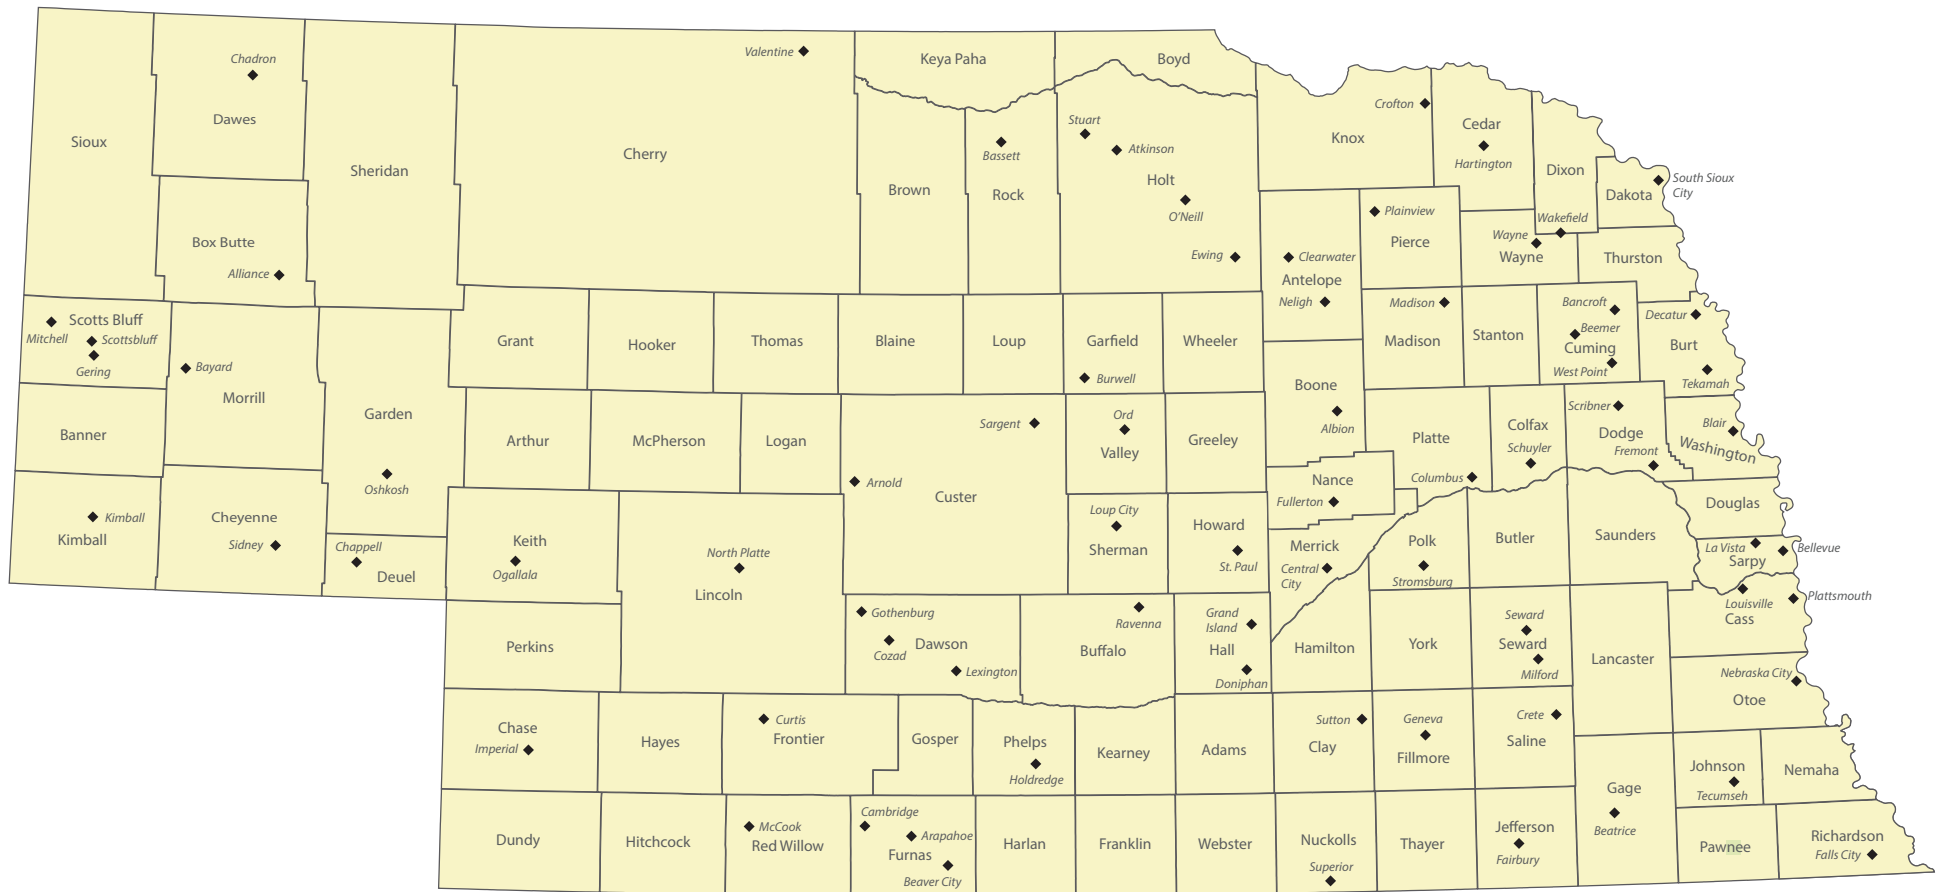 Valentine
Keya Paha
Boyd
Chadron
Dawes
Sioux
Sheridan
Cherry
Brown
Bassett
Rock
Stuart
Atkinson
Holt
O'Neill
Ewing
Crofton
Knox
Cedar
Hartington
Dixon
Wakefield
Dakota
South Sioux
City
Box Butte
Alliance
Clearwater
Antelope
Neligh
Plainview
Pierce
Wayne
Wayne
Thurston
Scotts Bluff
Mitchell
Scottsbluff
Gering
Bayard
Morrill
Garden
Oshkosh
Grant
Hooker
Thomas
Blaine
Loup
Garfield
Burwell
Wheeler
Boone
Albion
Madison
Madison
Stanton
Bancroft
Beemer
Cuming
West Point
Decatur
Burt
Tekamah
Banner
Arthur
McPherson
Logan
Sargent
Arnold
Custer
Ord
Valley
Greeley
Nance
Fullerton
Platte
Columbus
Colfax
Schuyler
Scribner
Dodge
Fremont
Blair
Washington
Kimball
Kimball
Cheyenne
Sidney
Chappell
Deuel
Keith
Ogallala
North Platte
Lincoln
Loup City
Sherman
Howard
St. Paul
Merrick
Central
City
Polk
Stromsburg
Butler
Saunders
Douglas
La Vista
Sarpy
Bellevue
Louisville
Cass
Plattsmouth
Perkins
Gothenburg
Cozad
Dawson
Lexington
Ravenna
Buffalo
Grand
Island
Hall
Doniphan
Hamilton
York
Seward
Seward
Milford
Lancaster
Nebraska City
Otoe
Chase
Imperial
Hayes
Curtis
Frontier
Gosper
Phelps
Holdredge
Kearney
Adams
Sutton
Clay
Geneva
Fillmore
Crete
Saline
Gage
Beatrice
Johnson
Tecumseh
Nemaha
Dundy
Hitchcock
McCook
Red Willow
Cambridge
Arapahoe
Furnas
Beaver City
Harlan
Franklin
Webster
Nuckolls
Superior
Thayer
Jefferson
Fairbury
Pawnee
Richardson
Falls City